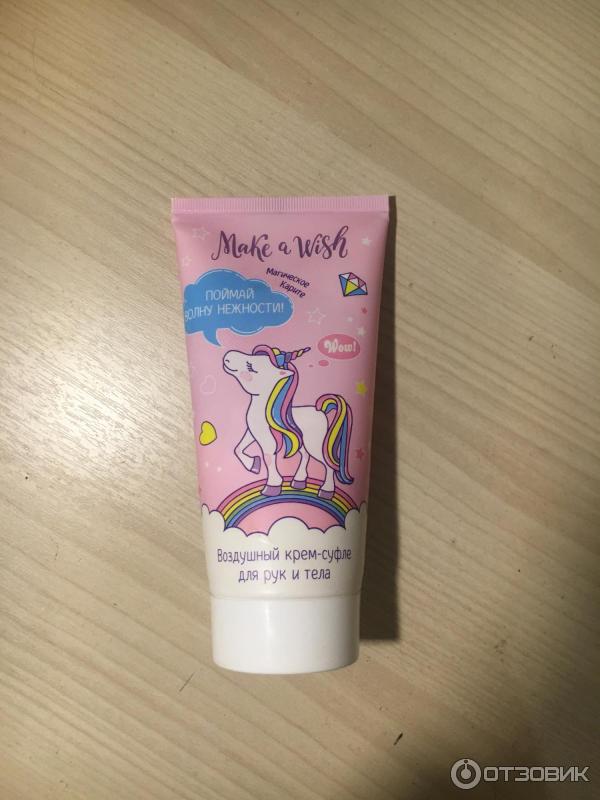 Make a Wish
Магическое
Карите
ПОЙМАЙ
ВОЛНУ НЕЖНОСТИ!
Wow!
Воздушный крем-суфле
для рук и тела
ОТЗОВИК